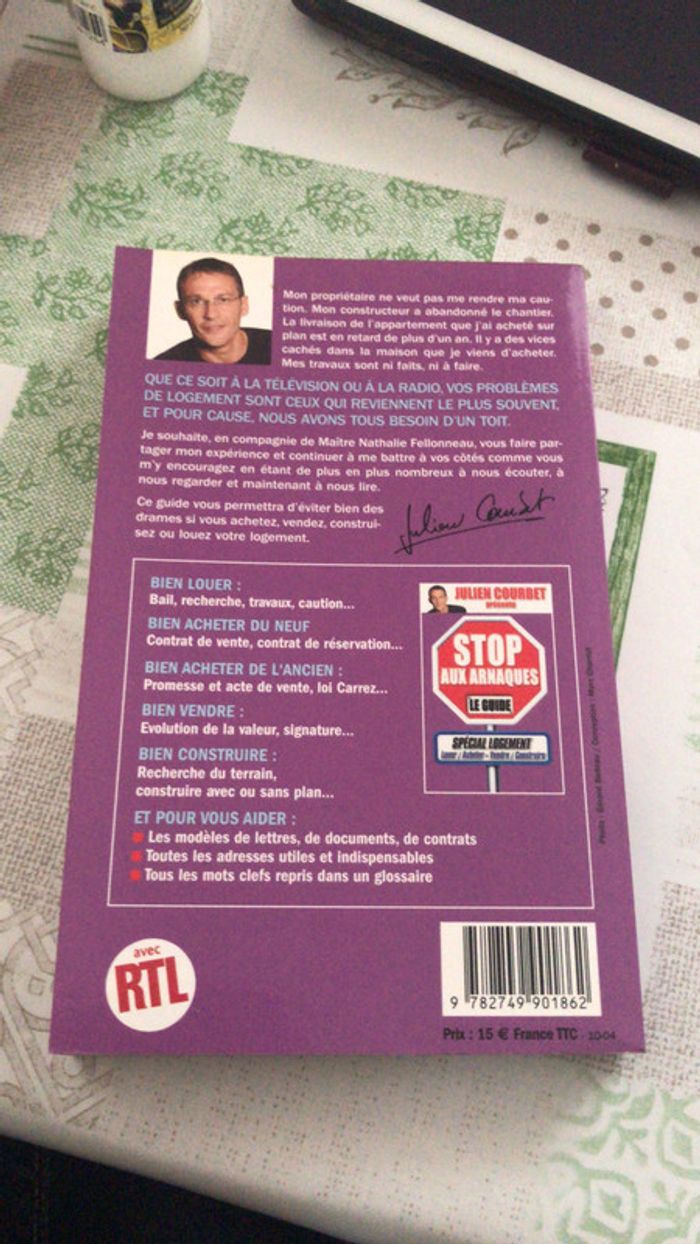 Mon propriétaire ne veut pas me rendre ma cau-
tion. Mon constructeur a abandonné le chantier.
La livraison de l'appartement que j'ai acheté sur
plan est en retard de plus d'un an. Il y a des vices
cachés dans la maison que je viens d'acheter.
Mes travaux sont ni faits, ni à faire.
QUE CE SOIT À LA TÉLÉVISION OU À LA RADIO, VOS PROBLÈMES
DE LOGEMENT SONT CEUX QUI REVIENNENT LE PLUS SOUVENT,
ET POUR CAUSE, NOUS AVONS TOUS BESOIN D'UN TOIT.
Je souhaite, en compagnie de Maître Nathalie Fellonneau, vous faire par-
tager mon expérience et continuer à me battre à vos côtés comme vous
m'y encouragez en étant de plus en plus nombreux à nous écouter, à
nous regarder et maintenant à nous lire.
Ce guide vous permettra d'éviter bien des
drames si vous achetez, vendez, construi-
sez ou louez votre logement.
Julien Courbet
BIEN LOUER :
Bail, recherche, travaux, caution...
BIEN ACHETER DU NEUF
Contrat de vente, contrat de réservation...
BIEN ACHETER DE L'ANCIEN :
Promesse et acte de vente, loi Carrez...
BIEN VENDRE :
Evolution de la valeur, signature...
BIEN CONSTRUIRE :
Recherche du terrain,
construire avec ou sans plan...
ET POUR VOUS AIDER :
Les modèles de lettres, de documents, de contrats
Toutes les adresses utiles et indispensables
Tous les mots clefs repris dans un glossaire
JULIEN COURBET
présente
STOP
AUX ARNAQUES
LE GUIDE
SPÉCIAL LOGEMENT
Louer / Acheter - Vendre / Construire
avec
RTL
9 782749 901862
Prix : 15 € France TTC 10-04